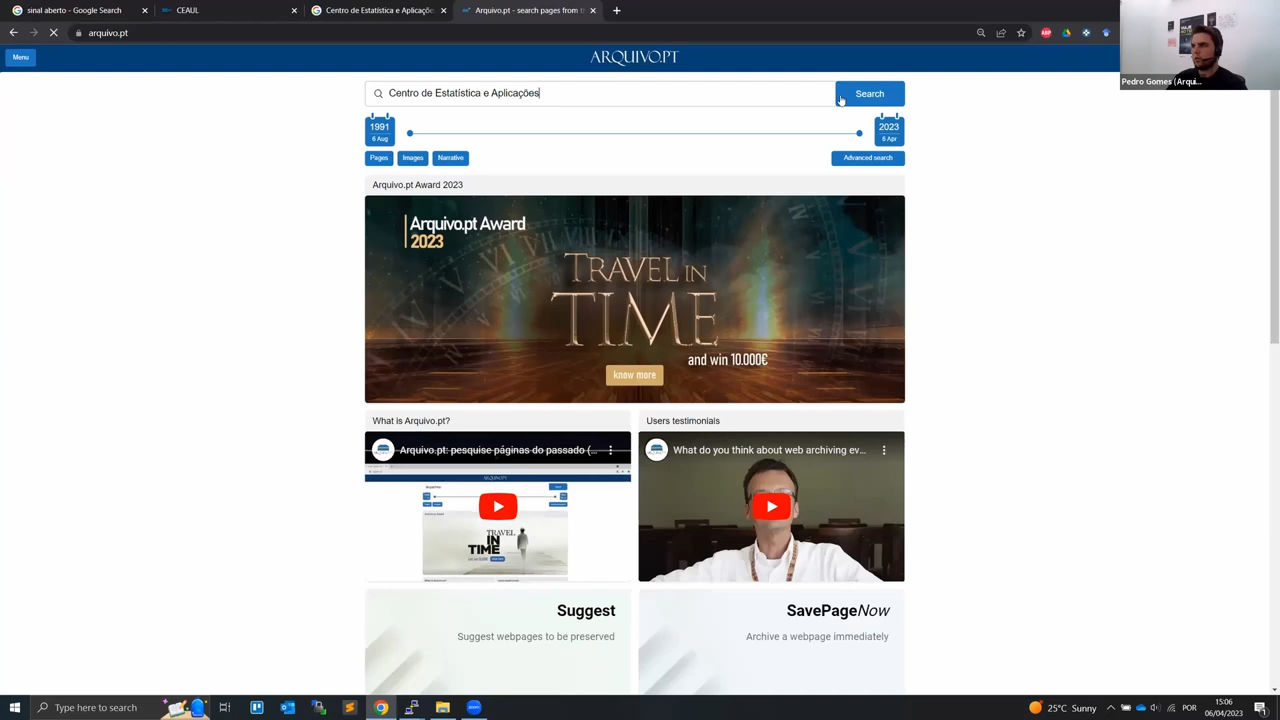 sinal aberto - Google Search
CEAUL
Centro de Estatística e Aplicaçõe
Arquivo.pt - search pages from t
arquivo.pt
ABP
Menu
ARQUIVO.PT
Pedro Gomes (Arqui...
Centro de Estatística e Aplicações
Search
1991
6 Aug
2023
6 Apr
Pages
Images
Narrative
Advanced search
Arquivo.pt Award 2023
Arquivo.pt Award
2023
TRAVEL IN
TIME
and win 10.000€
know more
What is Arquivo.pt?
Users testimonials
Arquivo.pt: pesquise páginas do passado (...
What do you think about web archiving ev...
TRAVEL
IN
TIME
Suggest
Suggest webpages to be preserved
SavePageNow
Archive a webpage immediately
Type here to search
25°C Sunny
POR
15:06
06/04/2023